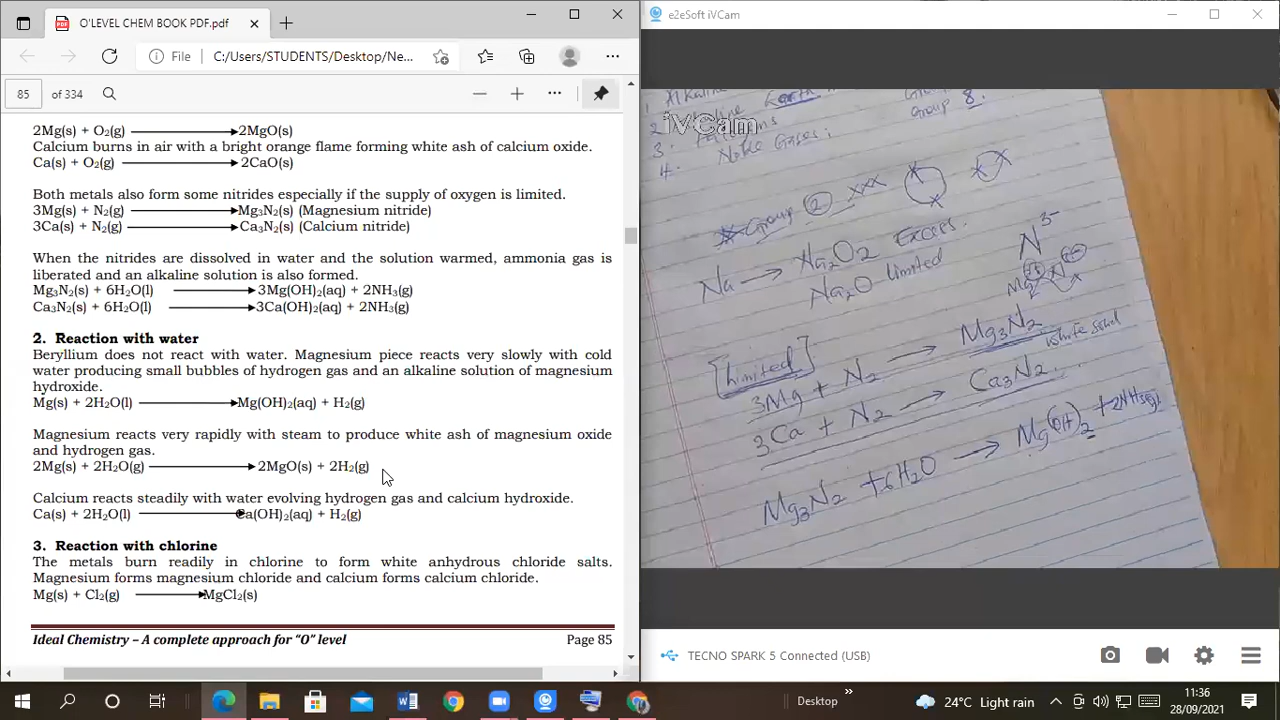 O'LEVEL CHEM BOOK PDF.pdf
File C:/Users/STUDENTS/Desktop/Ne...
85 of 334
2Mg(s) + O₂(g) ⟶ 2MgO(s)
Calcium burns in air with a bright orange flame forming white ash of calcium oxide.
Ca(s) + O₂(g) ⟶ 2CaO(s)
Both metals also form some nitrides especially if the supply of oxygen is limited.
3Mg(s) + N₂(g) ⟶ Mg₃N₂(s) (Magnesium nitride)
3Ca(s) + N₂(g) ⟶ Ca₃N₂(s) (Calcium nitride)
When the nitrides are dissolved in water and the solution warmed, ammonia gas is
liberated and an alkaline solution is also formed.
Mg₃N₂(s) + 6H₂O(l) ⟶ 3Mg(OH)₂(aq) + 2NH₃(g)
Ca₃N₂(s) + 6H₂O(l) ⟶ 3Ca(OH)₂(aq) + 2NH₃(g)
2. Reaction with water
Beryllium does not react with water. Magnesium piece reacts very slowly with cold
water producing small bubbles of hydrogen gas and an alkaline solution of magnesium
hydroxide.
Mg(s) + 2H₂O(l) ⟶ Mg(OH)₂(aq) + H₂(g)
Magnesium reacts very rapidly with steam to produce white ash of magnesium oxide
and hydrogen gas.
2Mg(s) + 2H₂O(g) ⟶ 2MgO(s) + 2H₂(g)
Calcium reacts steadily with water evolving hydrogen gas and calcium hydroxide.
Ca(s) + 2H₂O(l) ⟶ Ca(OH)₂(aq) + H₂(g)
3. Reaction with chlorine
The metals burn readily in chlorine to form white anhydrous chloride salts.
Magnesium forms magnesium chloride and calcium forms calcium chloride.
Mg(s) + Cl₂(g) ⟶ MgCl₂(s)
Ideal Chemistry – A complete approach for "O" level Page 85
e2eSoft iVCam
iVCam
1. Alkaline
2. Earth
3. Group 8.
4. Noble Gases.
Group ② xxx
Na ⟶ Na₂O₂ Excess.
Na₂O limited
N³⁻
Mg N
[Limited]
3Mg + N₂ ⟶ Mg₃N₂ white solid
3Ca + N₂ ⟶ Ca₃N₂.
Mg₃N₂ + 6H₂O ⟶ Mg(OH)₂ + 2NH₃(g)
TECNO SPARK 5 Connected (USB)
Desktop
24°C Light rain
11:36
28/09/2021